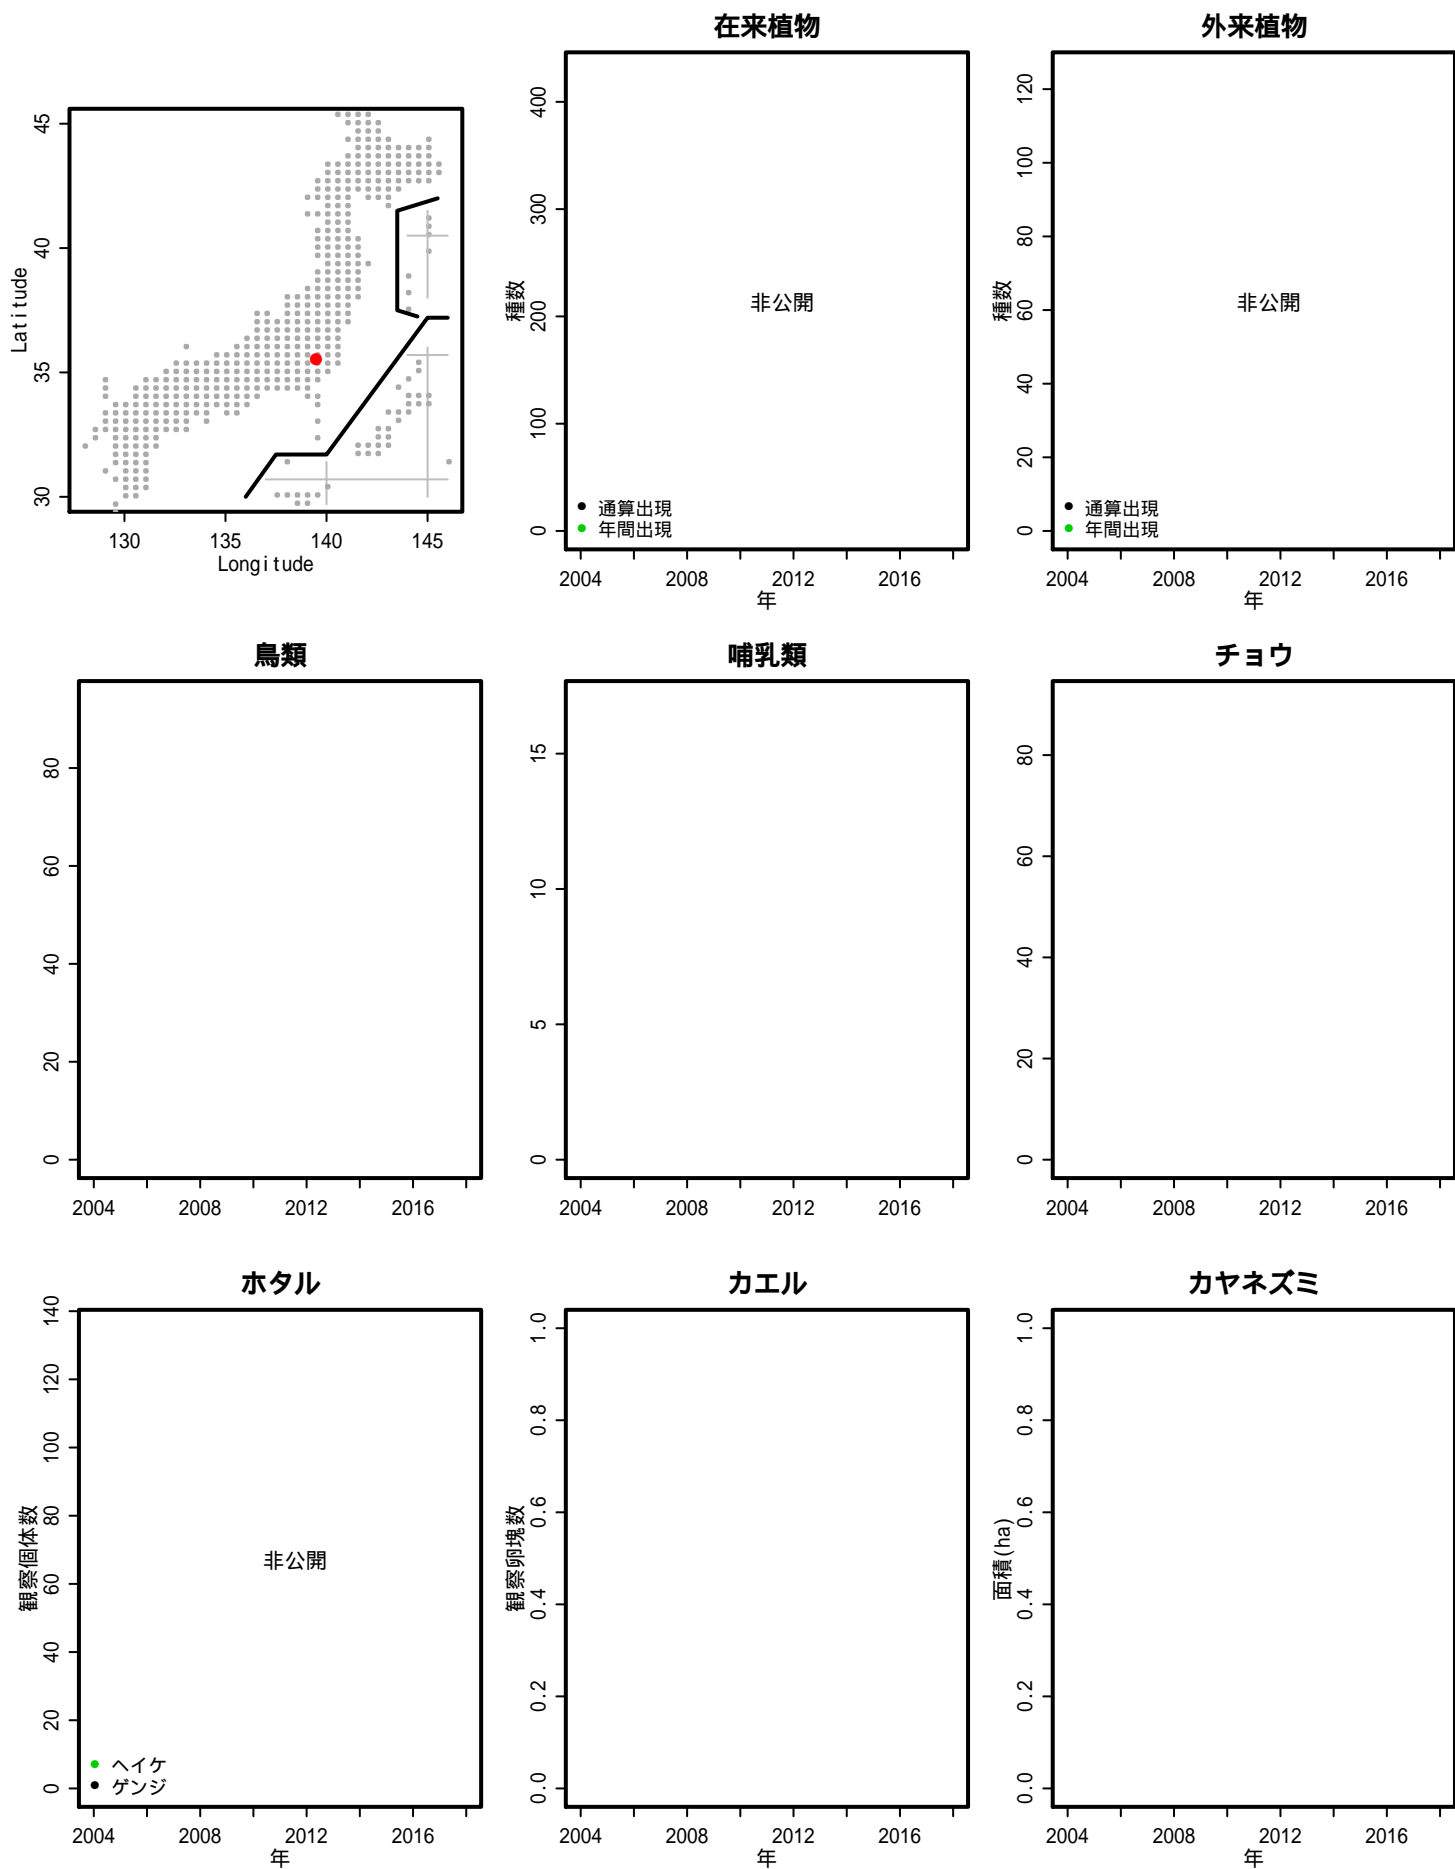 Latitude
45
40
35
30
130 135 140 145
Longitude
在来植物
種数
400
300
200
100
0
非公開
通算出現
年間出現
2004 2008 2012 2016
年
外来植物
種数
120
100
80
60
40
20
0
非公開
通算出現
年間出現
2004 2008 2012 2016
年
鳥類
80
60
40
20
0
2004 2008 2012 2016
哺乳類
15
10
5
0
2004 2008 2012 2016
チョウ
80
60
40
20
0
2004 2008 2012 2016
ホタル
観察個体数
140
120
100
80
60
40
20
0
非公開
ヘイケ
ゲンジ
2004 2008 2012 2016
年
カエル
観察卵塊数
1.0
0.8
0.6
0.4
0.2
0.0
2004 2008 2012 2016
年
カヤネズミ
面積(ha)
1.0
0.8
0.6
0.4
0.2
0.0
2004 2008 2012 2016
年